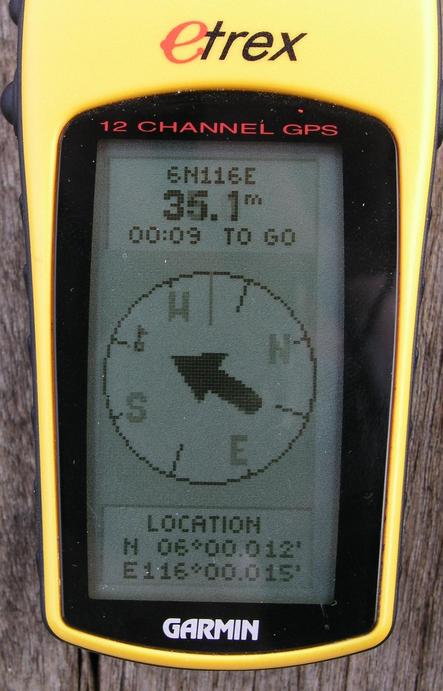 etrex
12 CHANNEL GPS
6N116E
35.1m
00:09 TO GO
W
N
S
E
LOCATION
N 06°00.012'
E116°00.015'
GARMIN